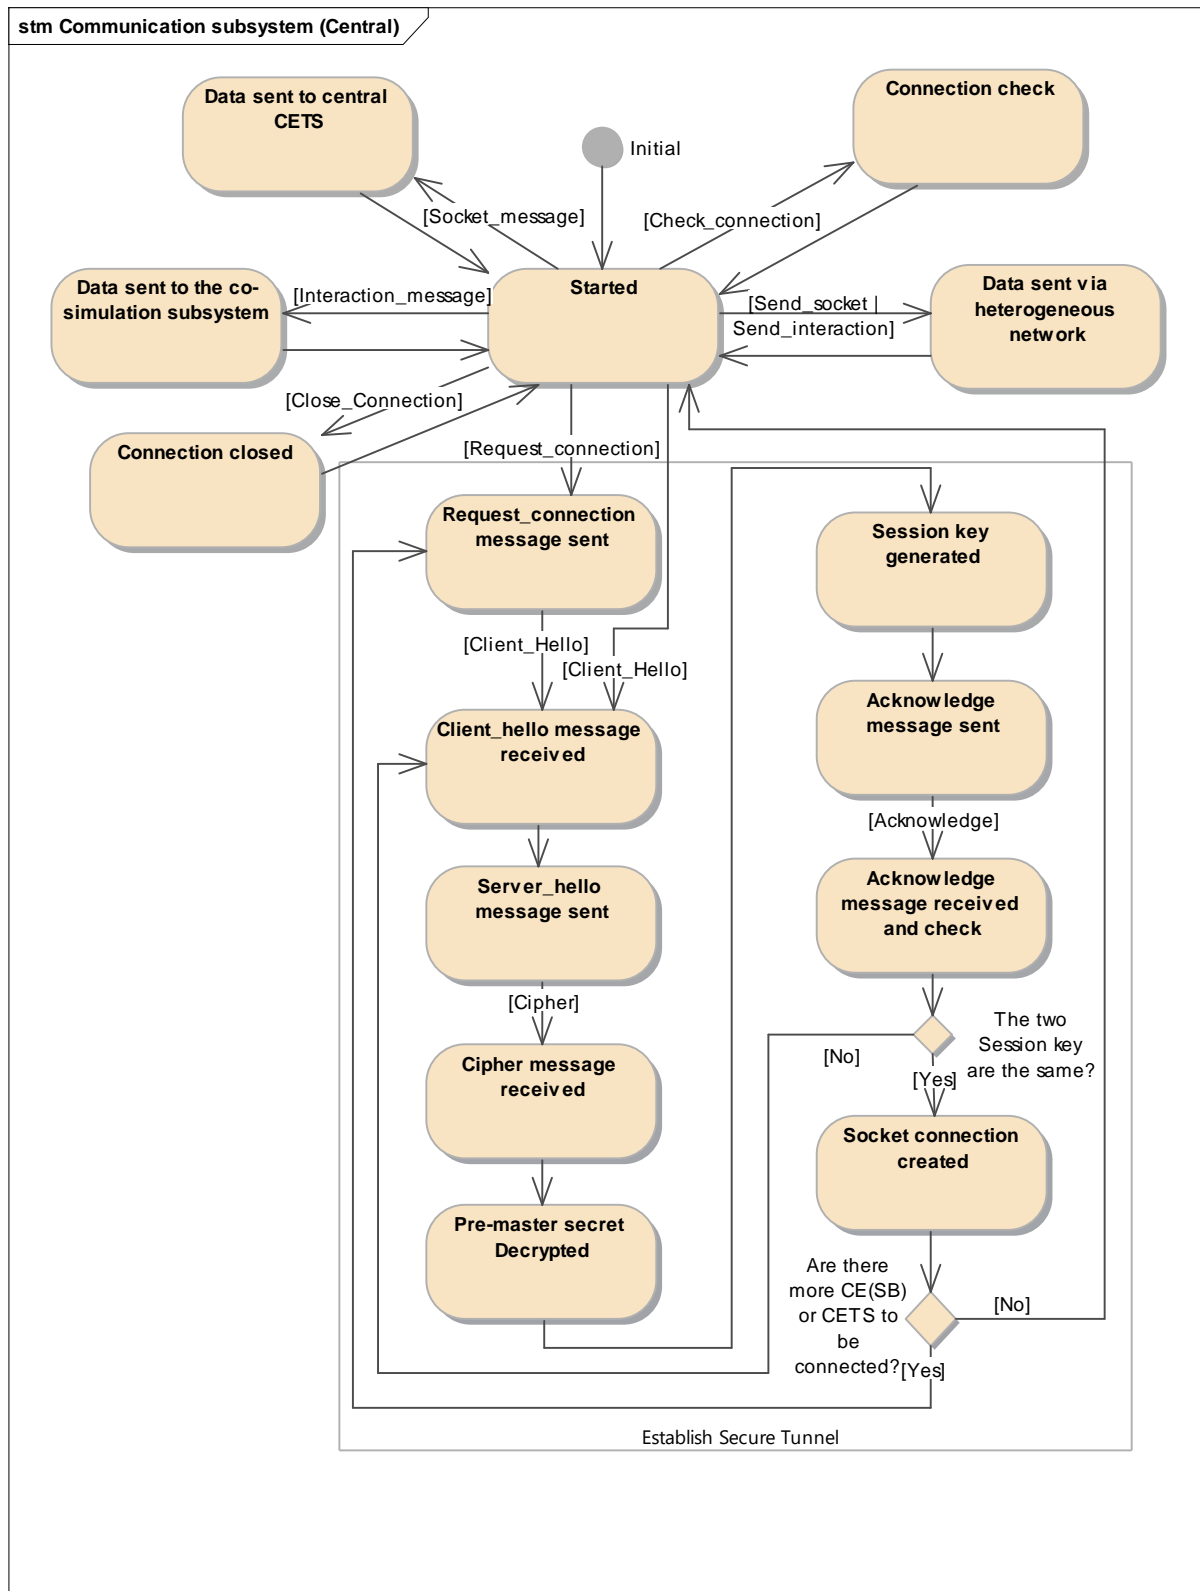 stm Communication subsystem (Central)
Data sent to central
CETS
Connection check
Initial
[Socket_message]
[Check_connection]
Data sent to the co-
simulation subsystem
[Interaction_message]
Started
[Send_socket |
Send_interaction]
Data sent via
heterogeneous
network
[Close_Connection]
Connection closed
[Request_connection]
Request_connection
message sent
[Client_Hello]
[Client_Hello]
Client_hello message
received
Server_hello
message sent
[Cipher]
Cipher message
received
Pre-master secret
Decrypted
Session key
generated
Acknowledge
message sent
[Acknowledge]
Acknowledge
message received
and check
The two
Session key
are the same?
[No]
[Yes]
Socket connection
created
Are there
more CE(SB)
or CETS to
be
connected?
[No]
[Yes]
Establish Secure Tunnel